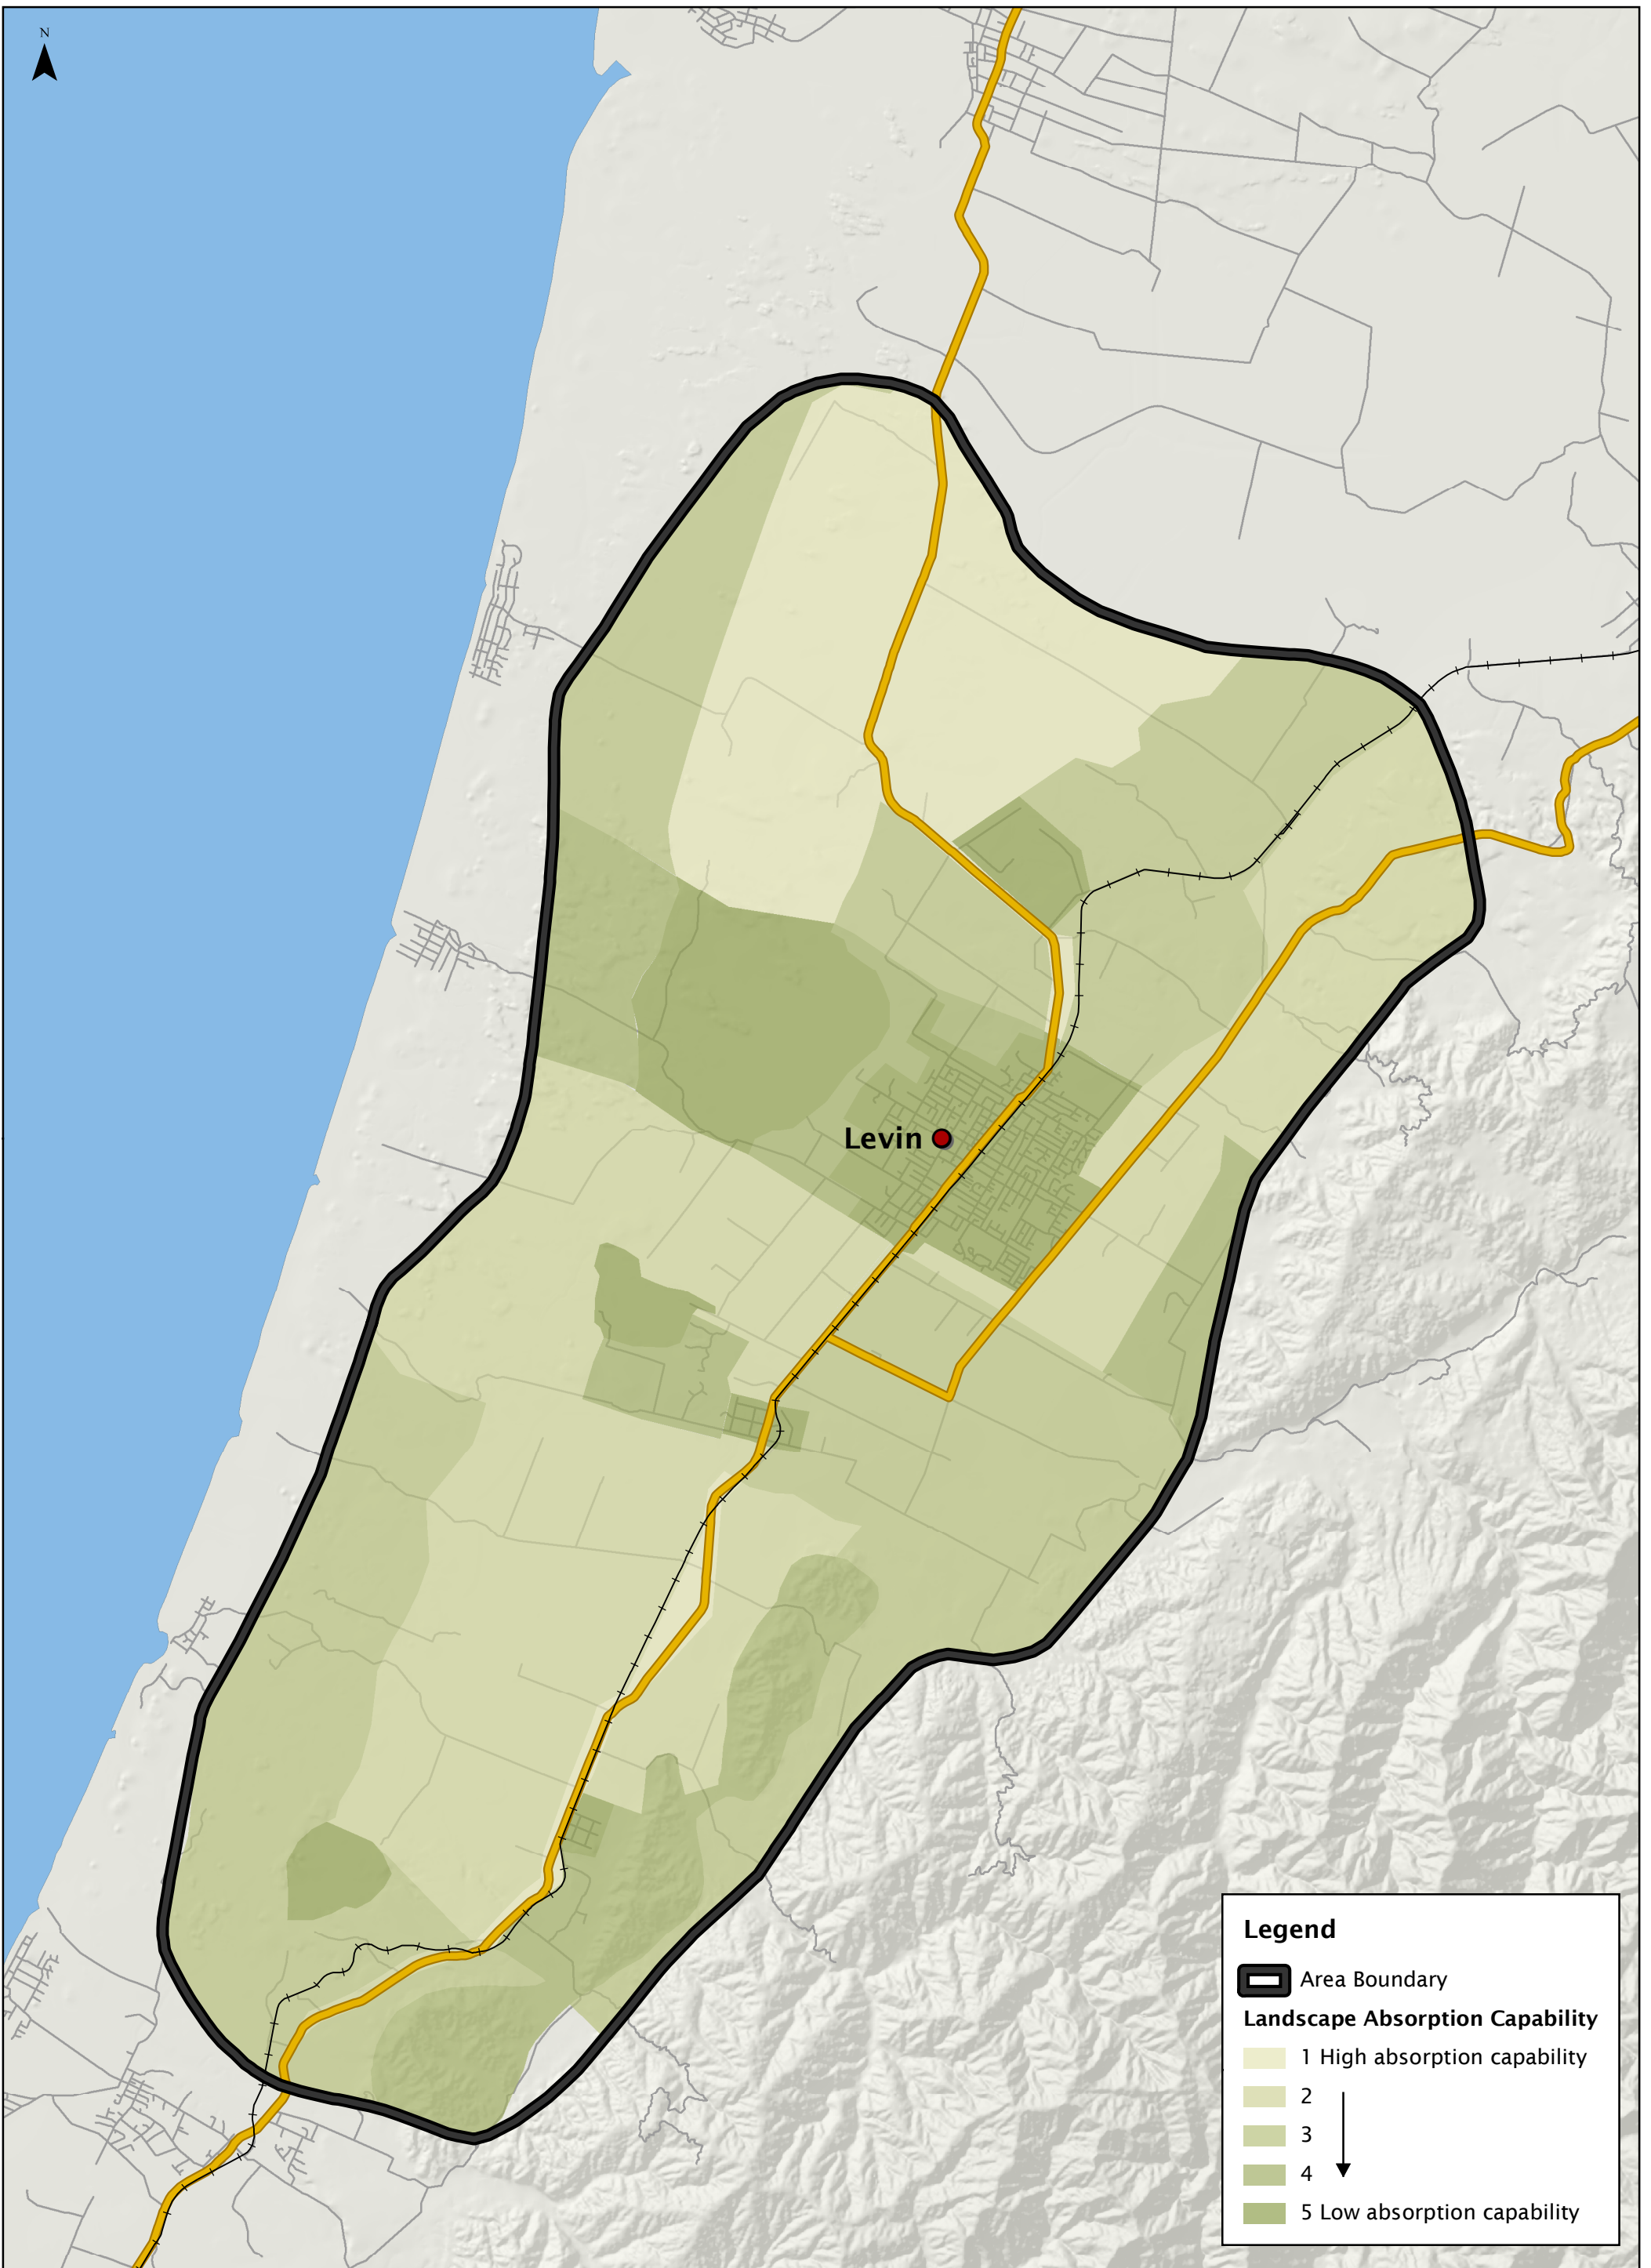 N
Levin
Legend
Area Boundary
Landscape Absorption Capability
1 High absorption capability
2
3
4
5 Low absorption capability